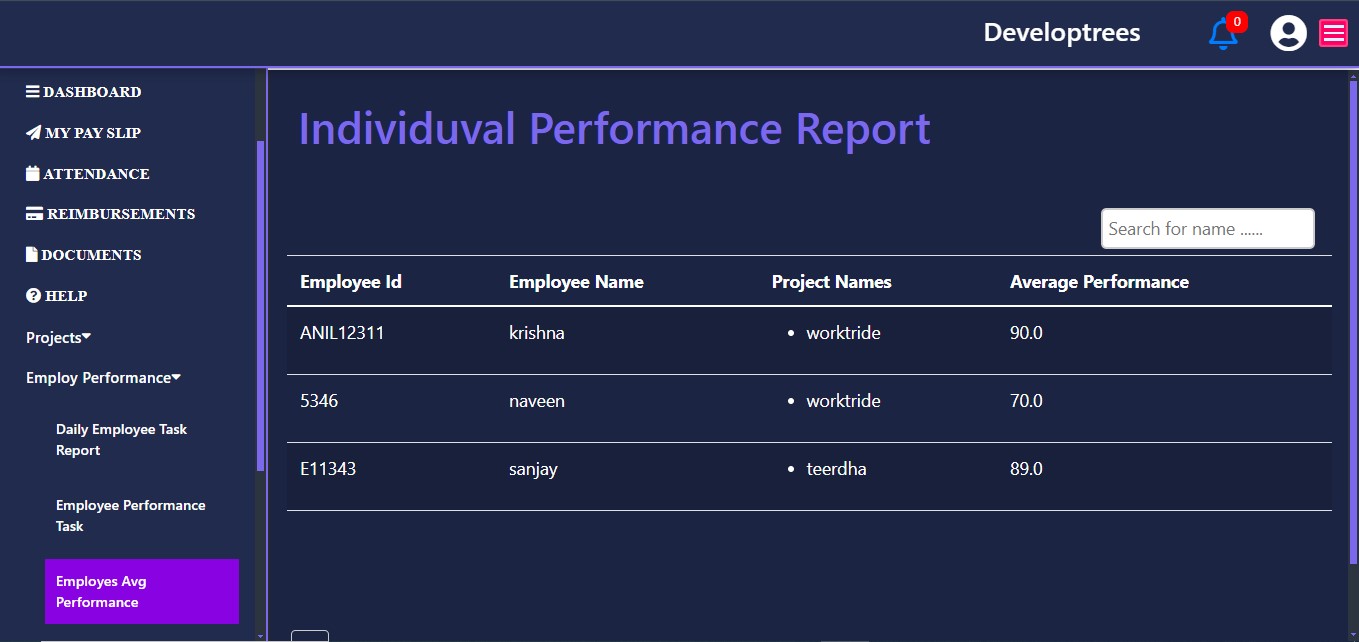 Developtrees
0
DASHBOARD
MY PAY SLIP
ATTENDANCE
REIMBURSEMENTS
DOCUMENTS
HELP
Projects
Employ Performance
Daily Employee Task
Report
Employee Performance
Task
Employes Avg
Performance
Individuval Performance Report
Search for name ......
Employee Id Employee Name Project Names Average Performance
ANIL12311 krishna • worktride 90.0
5346 naveen • worktride 70.0
E11343 sanjay • teerdha 89.0